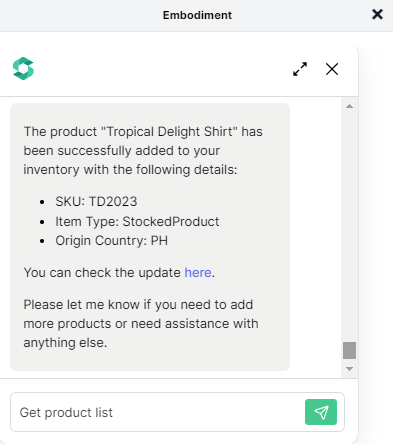 Embodiment
The product "Tropical Delight Shirt" has
been successfully added to your
inventory with the following details:
• SKU: TD2023
• Item Type: StockedProduct
• Origin Country: PH
You can check the update here.
Please let me know if you need to add
more products or need assistance with
anything else.
Get product list